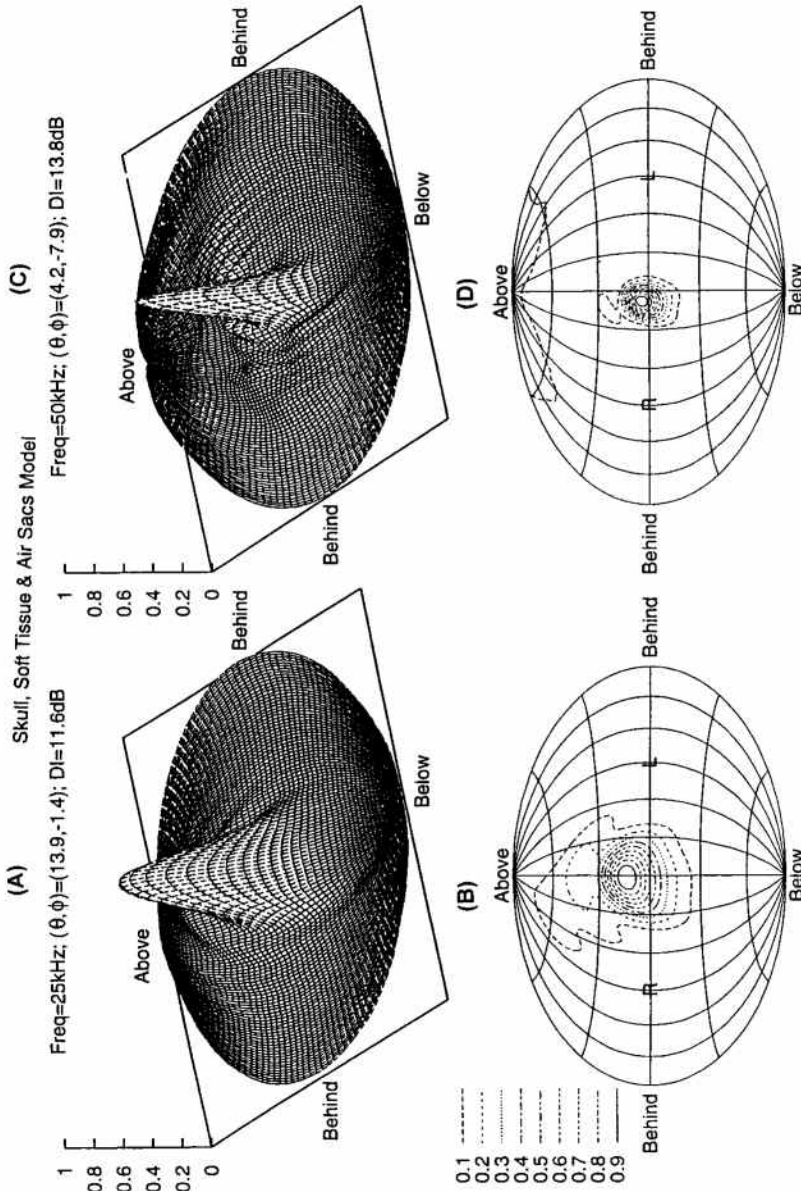 Skull, Soft Tissue & Air Sacs Model
(A)
Freq=25kHz; (θ,ϕ)=(13.9,-1.4); DI=11.6dB
1
0.8
0.6
0.4
0.2
0
Above
Behind
Behind
Below
(C)
Freq=50kHz; (θ,ϕ)=(4.2,-7.9); DI=13.8dB
1
0.8
0.6
0.4
0.2
0
Above
Behind
Behind
Below
(B)
0.1
0.2
0.3
0.4
0.5
0.6
0.7
0.8
0.9
Above
Behind
R
L
Behind
Below
(D)
Above
Behind
R
L
Behind
Below